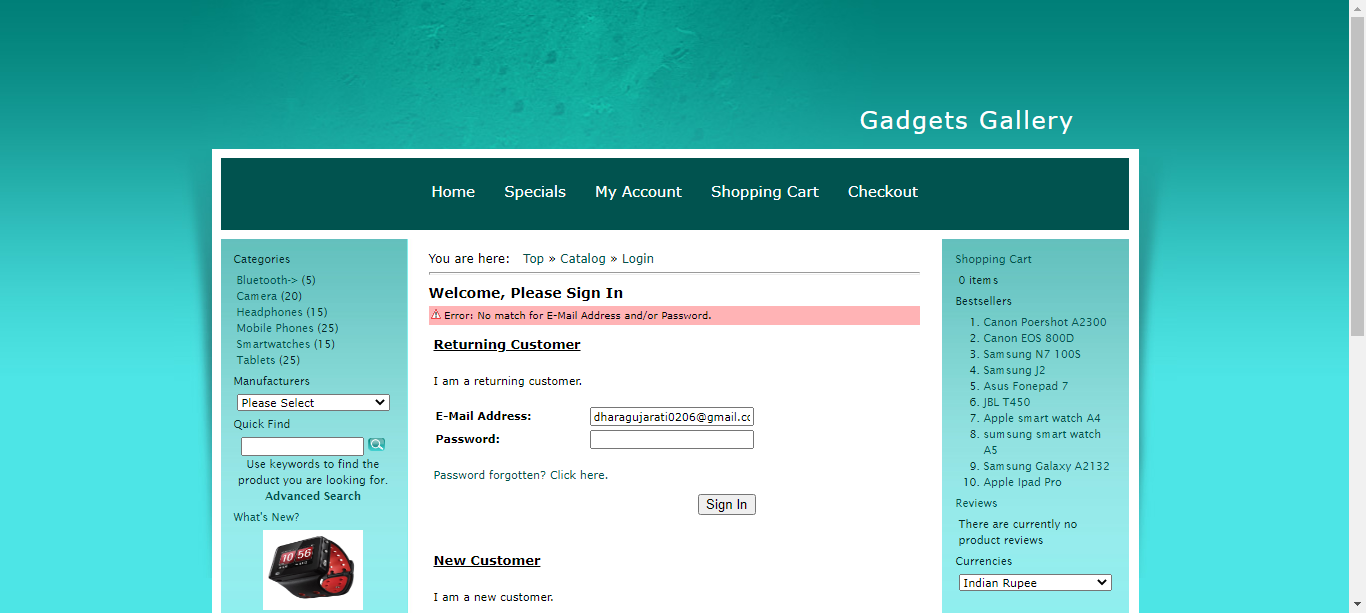 Gadgets Gallery
Home Specials My Account Shopping Cart Checkout
Categories
Bluetooth-> (5)
Camera (20)
Headphones (15)
Mobile Phones (25)
Smartwatches (15)
Tablets (25)
Manufacturers
Please Select
Quick Find
Use keywords to find the
product you are looking for.
Advanced Search
What's New?
10 56
You are here: Top » Catalog » Login
Welcome, Please Sign In
Error: No match for E-Mail Address and/or Password.
Returning Customer
I am a returning customer.
E-Mail Address: dharagujarati0206@gmail.cc
Password:
Password forgotten? Click here.
Sign In
New Customer
I am a new customer.
Shopping Cart
0 items
Bestsellers
1. Canon Poershot A2300
2. Canon EOS 800D
3. Samsung N7 100S
4. Samsung J2
5. Asus Fonepad 7
6. JBL T450
7. Apple smart watch A4
8. sumsung smart watch
A5
9. Samsung Galaxy A2132
10. Apple Ipad Pro
Reviews
There are currently no
product reviews
Currencies
Indian Rupee